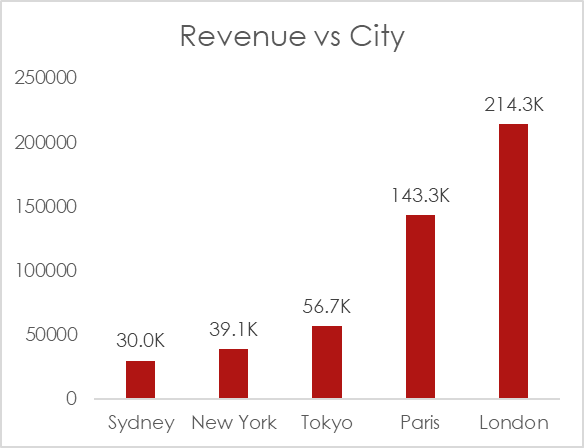 Revenue vs City
250000
200000
150000
100000
50000
0
30.0K
39.1K
56.7K
143.3K
214.3K
Sydney New York Tokyo Paris London